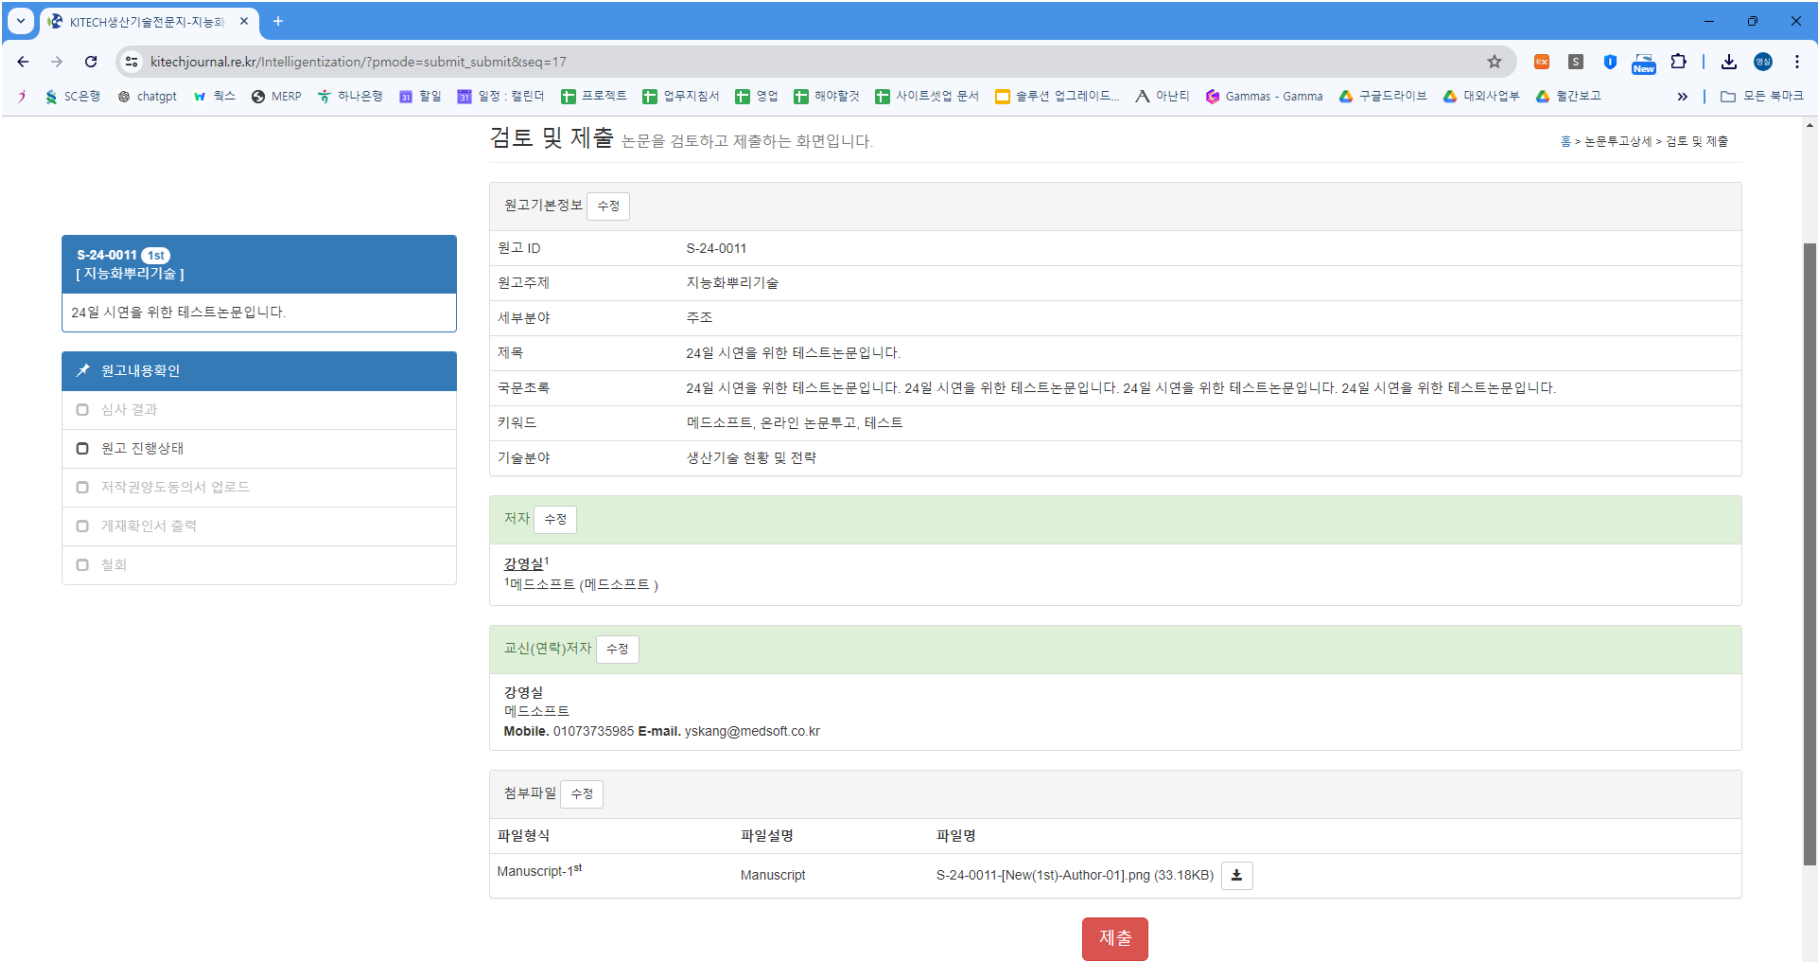 KITECH생산기술전문지-지능화
kitechjournal.re.kr/Intelligentization/?pmode=submit_submit&seq=17
New
영실
SC은행 chatgpt 웍스 MERP 하나은행 31 할일 31 일정 : 캘린더 프로젝트 업무지침서 영업 해야할것 사이트셋업 문서 솔루션 업그레이드... 아난티 Gammas - Gamma 구글드라이브 대외사업부 월간보고 » 모든 북마크
검토 및 제출 논문을 검토하고 제출하는 화면입니다.
홈 > 논문투고상세 > 검토 및 제출
S-24-0011 1st
[ 지능화뿌리기술 ]
24일 시연을 위한 테스트논문입니다.
원고내용확인
심사 결과
원고 진행상태
저작권양도동의서 업로드
게재확인서 출력
철회
원고기본정보 수정
원고 ID S-24-0011
원고주제 지능화뿌리기술
세부분야 주조
제목 24일 시연을 위한 테스트논문입니다.
국문초록 24일 시연을 위한 테스트논문입니다. 24일 시연을 위한 테스트논문입니다. 24일 시연을 위한 테스트논문입니다. 24일 시연을 위한 테스트논문입니다.
키워드 메드소프트, 온라인 논문투고, 테스트
기술분야 생산기술 현황 및 전략
저자 수정
강영실1
1메드소프트 (메드소프트 )
교신(연락)저자 수정
강영실
메드소프트
Mobile. 01073735985 E-mail. yskang@medsoft.co.kr
첨부파일 수정
파일형식 파일설명 파일명
Manuscript-1st Manuscript S-24-0011-[New(1st)-Author-01].png (33.18KB)
제출